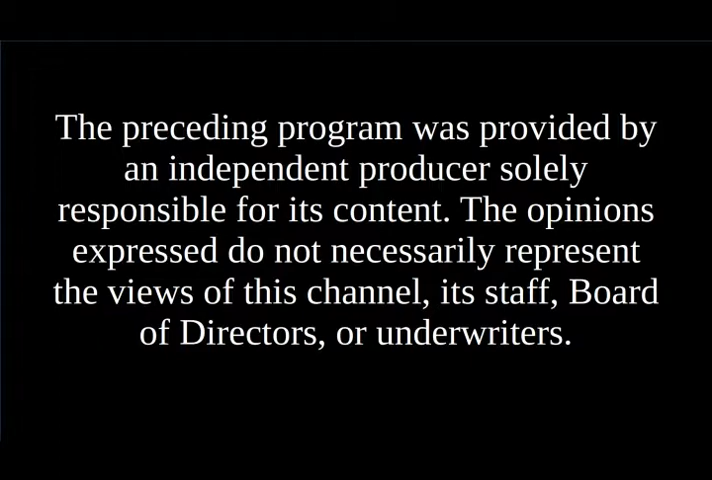 The preceding program was provided by
an independent producer solely
responsible for its content. The opinions
expressed do not necessarily represent
the views of this channel, its staff, Board
of Directors, or underwriters.